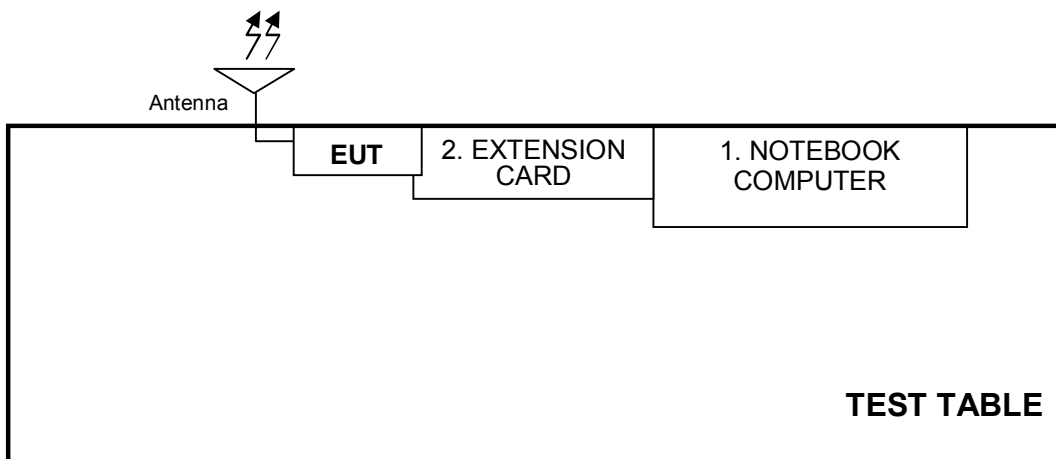 Antenna
EUT
2. EXTENSION
CARD
1. NOTEBOOK
COMPUTER
TEST TABLE